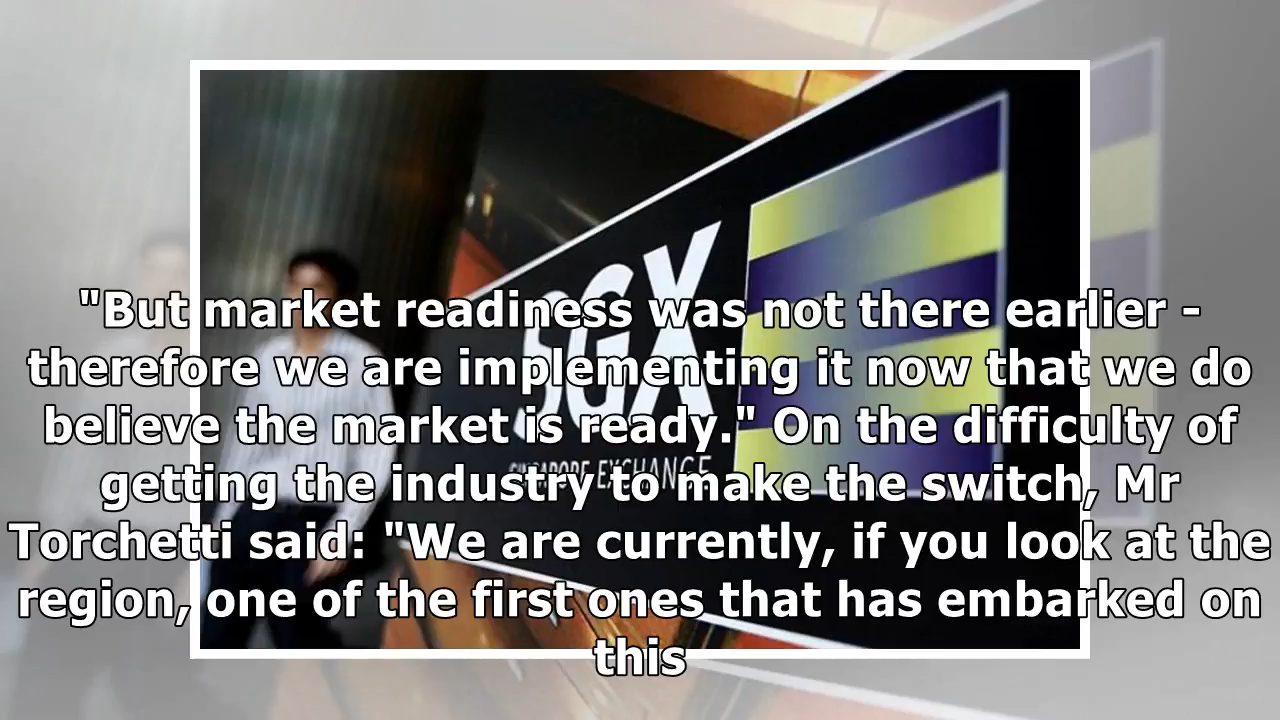 "But market readiness was not there earlier -
therefore we are implementing it now that we do
believe the market is ready." On the difficulty of
getting the industry to make the switch, Mr
Torchetti said: "We are currently, if you look at the
region, one of the first ones that has embarked on
this
SGX
SINGAPORE EXCHANGE